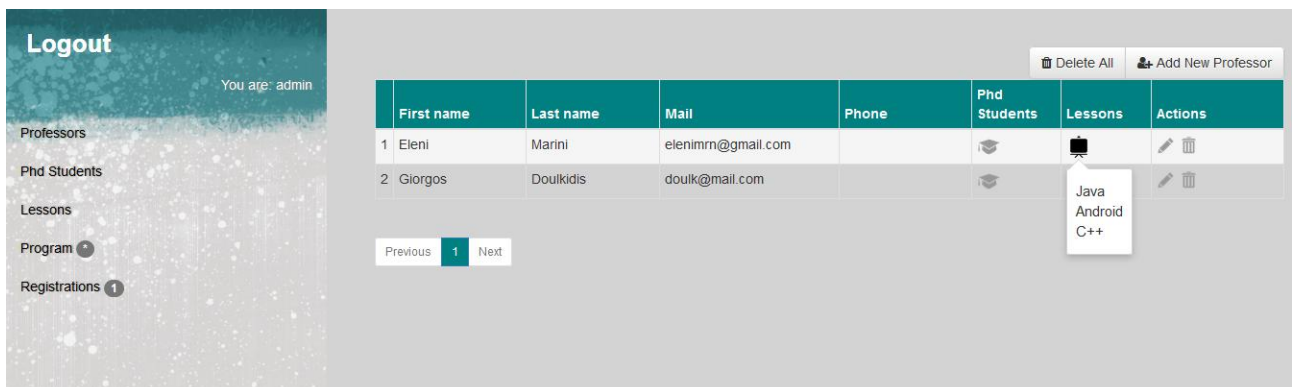 Logout
You are: admin
Professors
Phd Students
Lessons
Program *
Registrations 1
Delete All Add New Professor
First name Last name Mail Phone Phd Students Lessons Actions
1 Eleni Marini elenimrn@gmail.com
2 Giorgos Doulkidis doulk@mail.com
Java
Android
C++
Previous 1 Next